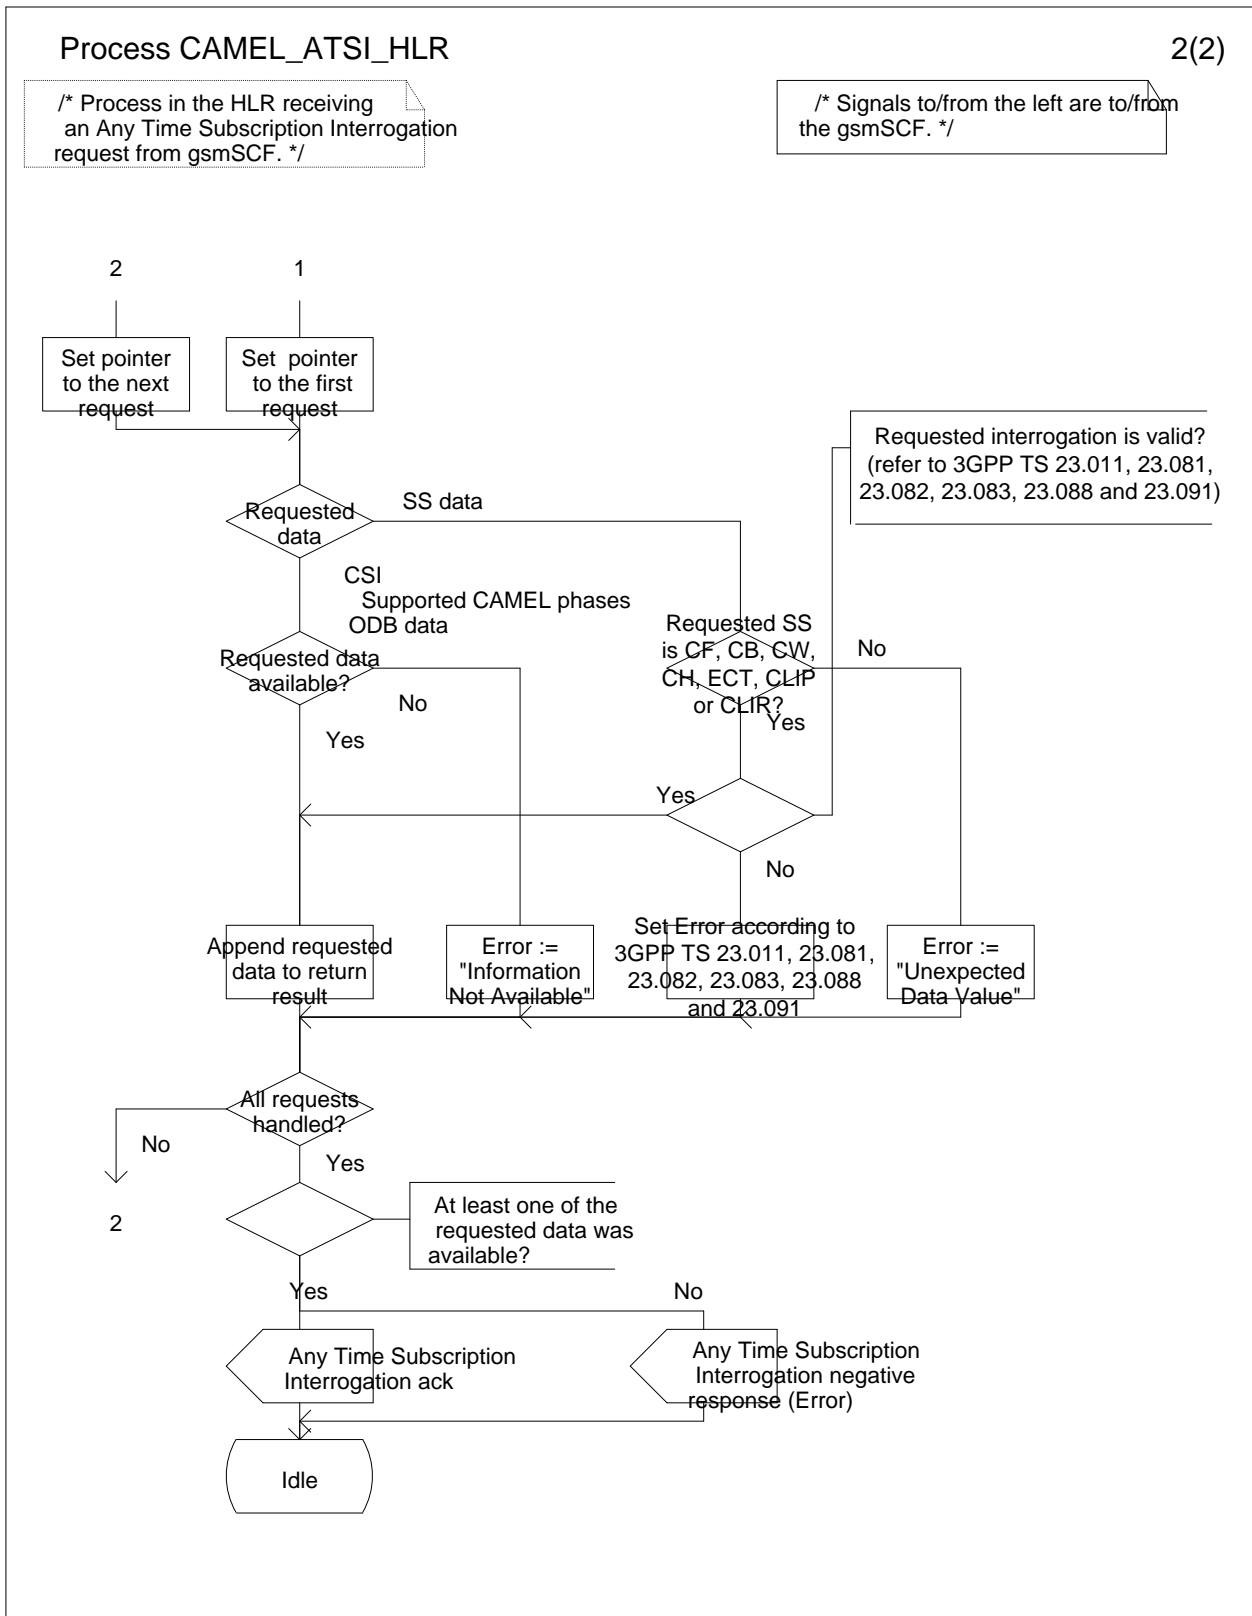 Process CAMEL_ATSI_HLR
2(2)
/* Process in the HLR receiving
an Any Time Subscription Interrogation
request from gsmSCF. */
/* Signals to/from the left are to/from
the gsmSCF. */
2
1
Set pointer
to the next
request
Set pointer
to the first
request
Requested interrogation is valid?
(refer to 3GPP TS 23.011, 23.081,
23.082, 23.083, 23.088 and 23.091)
Requested
data
SS data
CSI
Supported CAMEL phases
ODB data
Requested data
available?
No
Yes
Requested SS
is CF, CB, CW,
CH, ECT, CLIP
or CLIR?
No
Yes
Yes
No
Append requested
data to return
result
Error :=
"Information
Not Available"
Set Error according to
3GPP TS 23.011, 23.081,
23.082, 23.083, 23.088
and 23.091
Error :=
"Unexpected
Data Value"
All requests
handled?
No
Yes
2
At least one of the
requested data was
available?
Yes
No
Any Time Subscription
Interrogation ack
Any Time Subscription
Interrogation negative
response (Error)
Idle